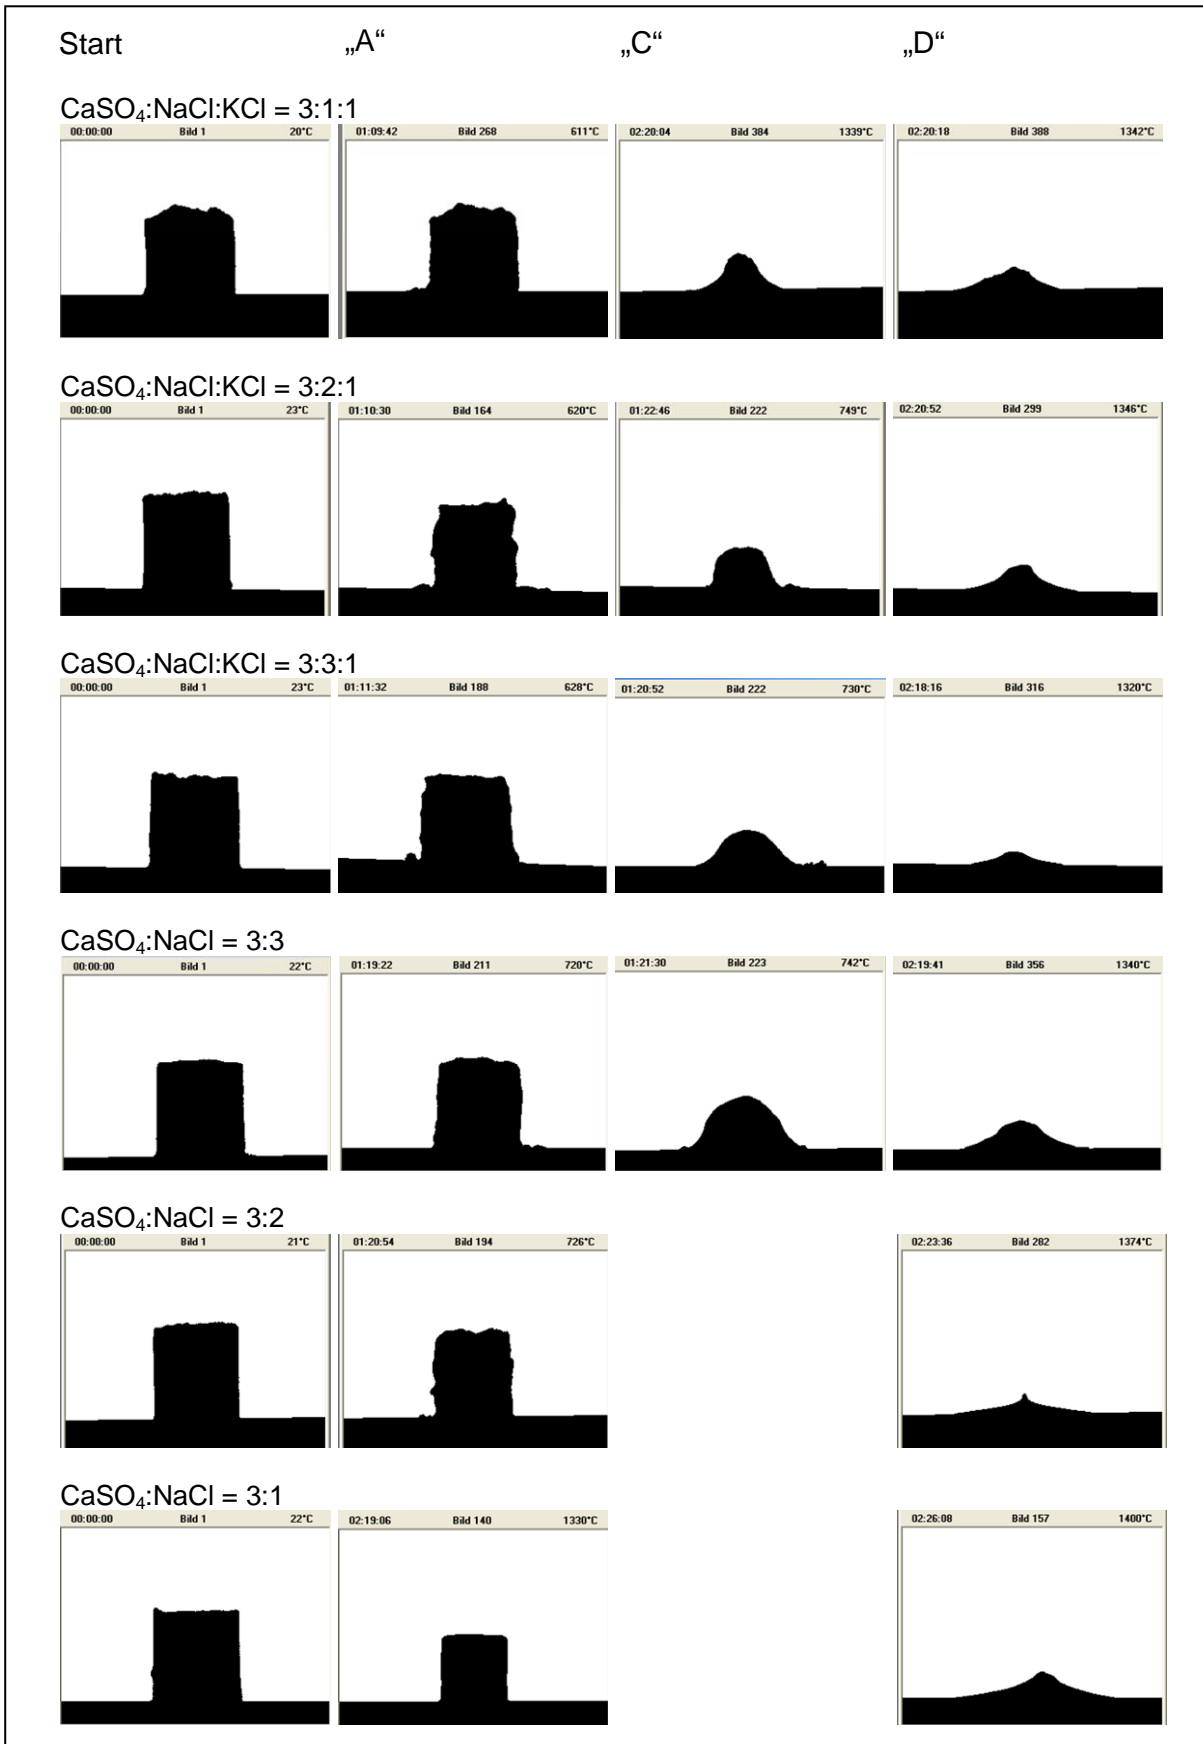 Start „A“ „C“ „D“
CaSO₄:NaCl:KCl = 3:1:1
00:00:00 Bild 1 20°C 01:09:42 Bild 268 611°C 02:20:04 Bild 384 1339°C 02:20:18 Bild 388 1342°C
CaSO₄:NaCl:KCl = 3:2:1
00:00:00 Bild 1 23°C 01:10:30 Bild 164 620°C 01:22:46 Bild 222 749°C 02:20:52 Bild 299 1346°C
CaSO₄:NaCl:KCl = 3:3:1
00:00:00 Bild 1 23°C 01:11:32 Bild 188 628°C 01:20:52 Bild 222 730°C 02:18:16 Bild 316 1320°C
CaSO₄:NaCl = 3:3
00:00:00 Bild 1 22°C 01:19:22 Bild 211 720°C 01:21:30 Bild 223 742°C 02:19:41 Bild 356 1340°C
CaSO₄:NaCl = 3:2
00:00:00 Bild 1 21°C 01:20:54 Bild 194 726°C 02:23:36 Bild 282 1374°C
CaSO₄:NaCl = 3:1
00:00:00 Bild 1 22°C 02:19:06 Bild 140 1330°C 02:26:08 Bild 157 1400°C